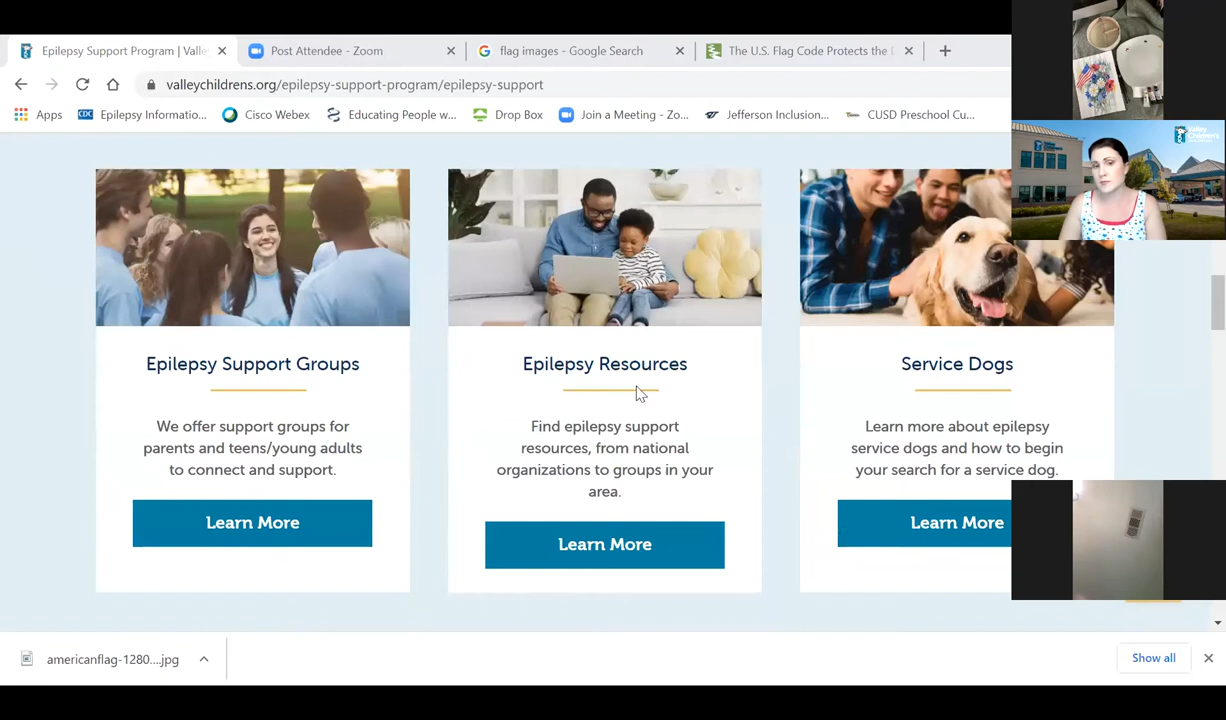 Epilepsy Support Program | Valle
Post Attendee - Zoom
flag images - Google Search
The U.S. Flag Code Protects the
valleychildrens.org/epilepsy-support-program/epilepsy-support
Apps
Epilepsy Informatio...
Cisco Webex
Educating People w...
Drop Box
Join a Meeting - Zo...
Jefferson Inclusion...
CUSD Preschool Cu...
Valley
Children's
Epilepsy Support Groups
We offer support groups for
parents and teens/young adults
to connect and support.
Learn More
Epilepsy Resources
Find epilepsy support
resources, from national
organizations to groups in your
area.
Learn More
Service Dogs
Learn more about epilepsy
service dogs and how to begin
your search for a service dog.
Learn More
americanflag-1280....jpg
Show all